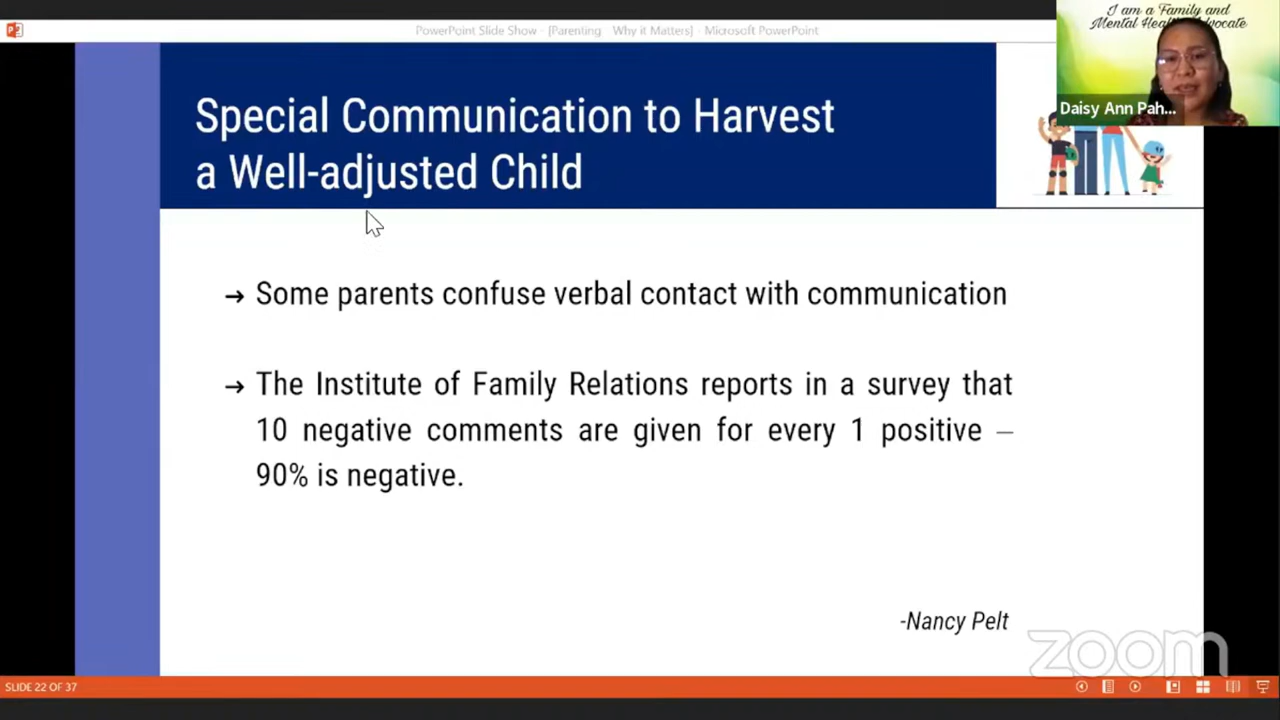 PowerPoint Slide Show - [Parenting Why it Matters] - Microsoft PowerPoint
I am a Family and
Mental Health Advocate
Daisy Ann Pah...
Special Communication to Harvest
a Well-adjusted Child
→ Some parents confuse verbal contact with communication
→ The Institute of Family Relations reports in a survey that
10 negative comments are given for every 1 positive –
90% is negative.
-Nancy Pelt
zoom
SLIDE 22 OF 37